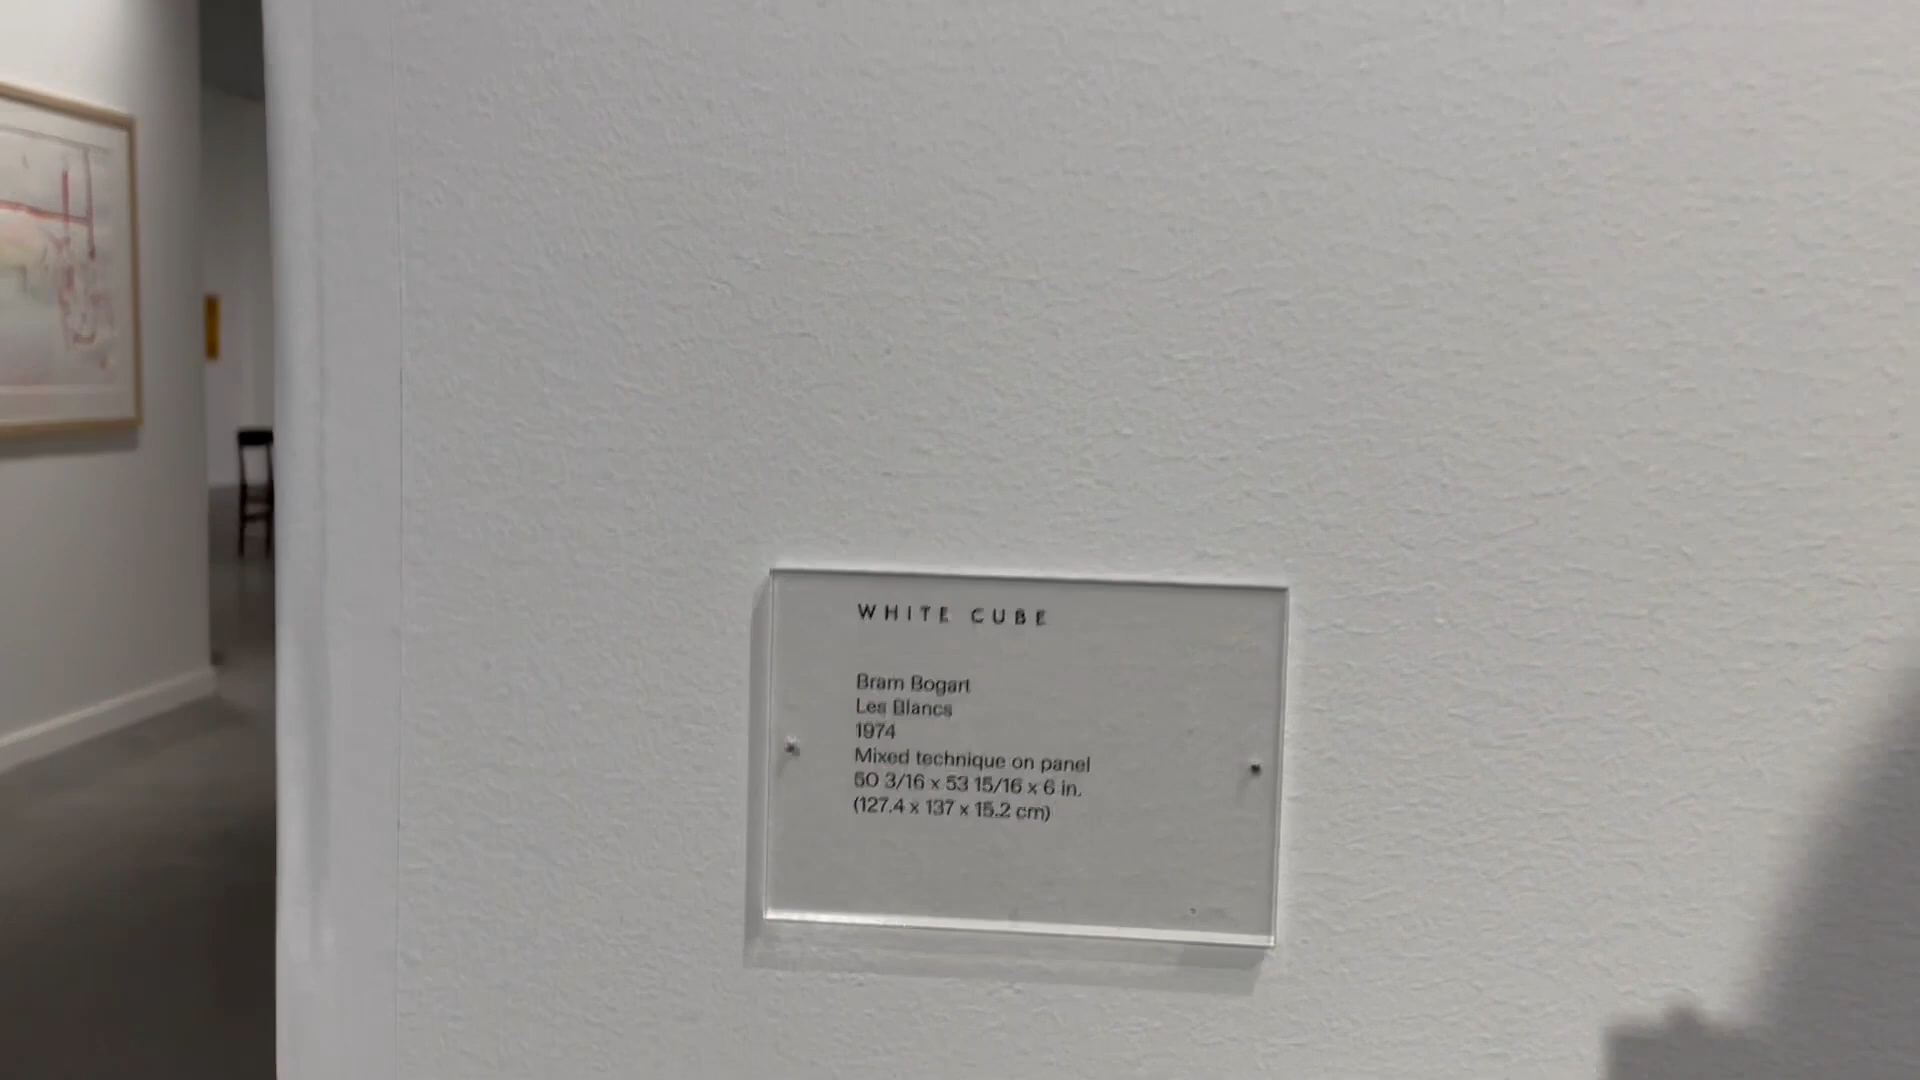 WHITE CUBE
Bram Bogart
Les Blancs
1974
Mixed technique on panel
50 3/16 x 53 15/16 x 6 in.
(127.4 x 137 x 15.2 cm)